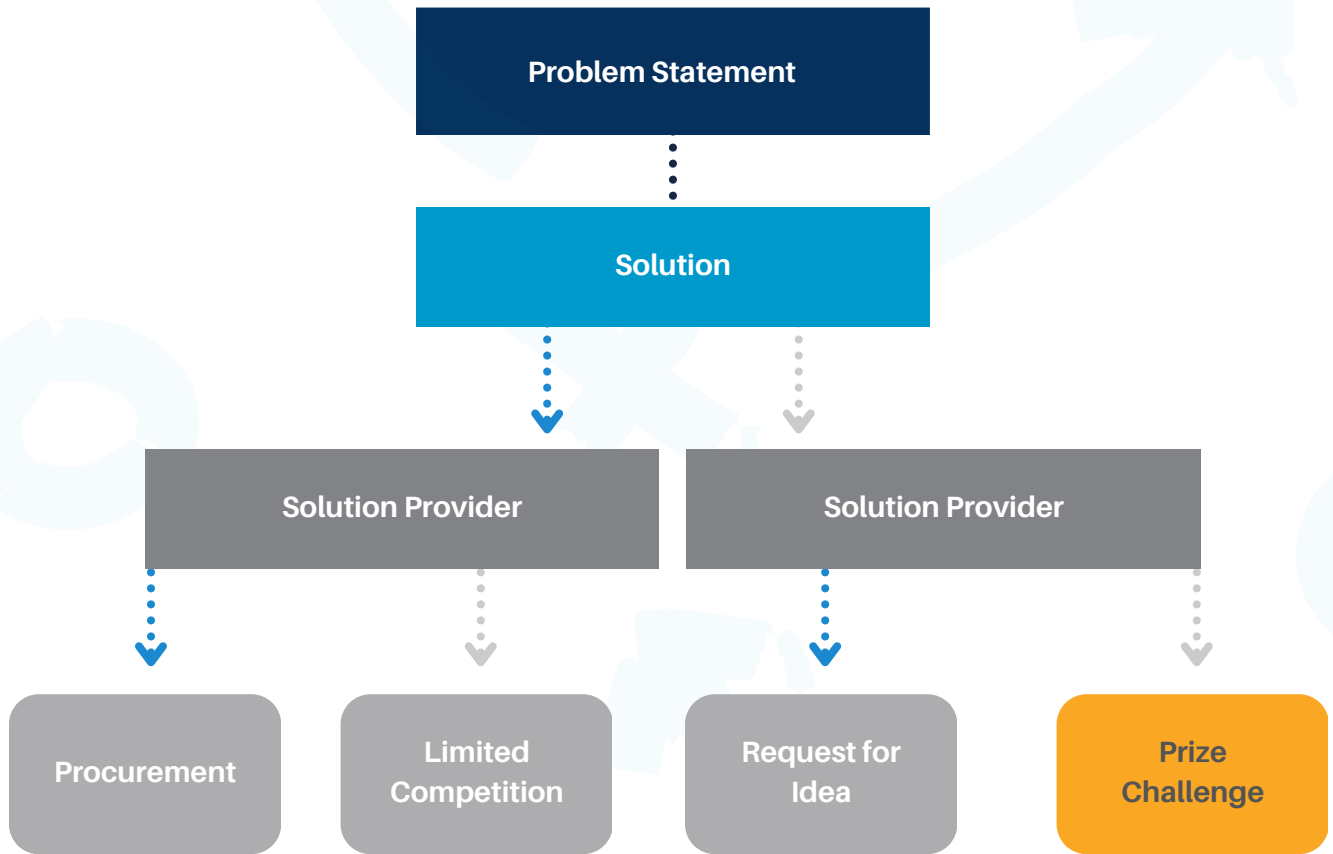 Problem Statement
Solution
Solution Provider
Solution Provider
Procurement
Limited
Competition
Request for
Idea
Prize
Challenge